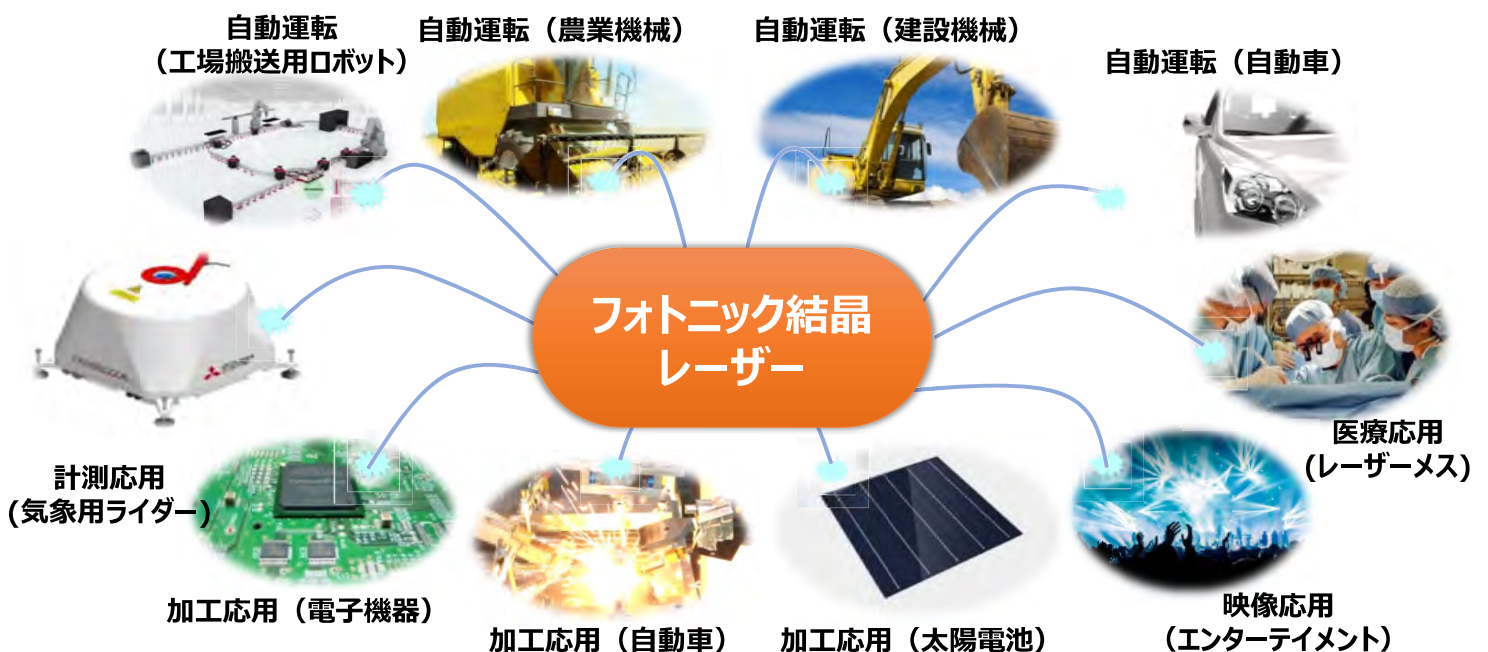 自動運転
(工場搬送用ロボット)
自動運転(農業機械)
自動運転(建設機械)
自動運転(自動車)
フォトニック結晶
レーザー
医療応用
(レーザーメス)
計測応用
(気象用ライダー)
加工応用(電子機器)
加工応用(自動車)
加工応用(太陽電池)
映像応用
(エンターテイメント)